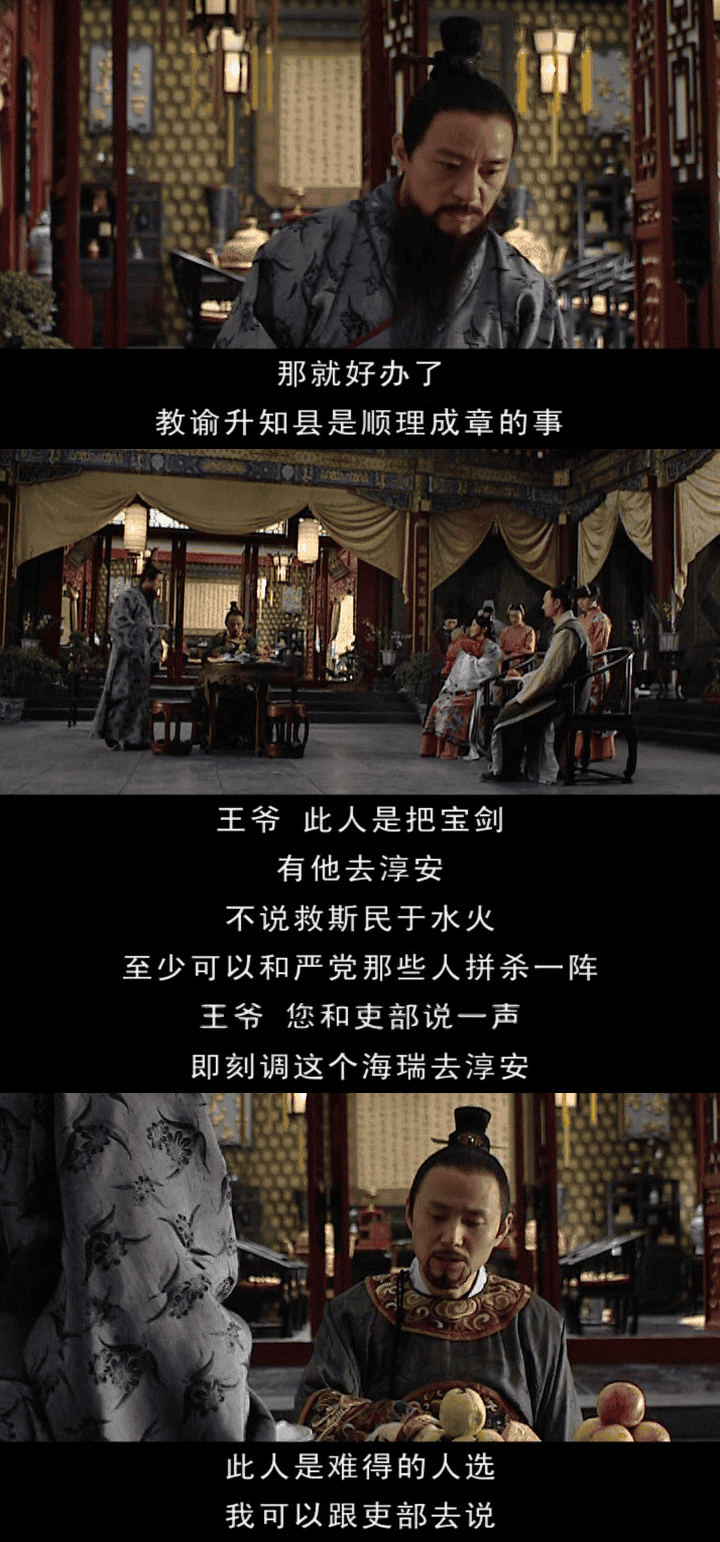 那就好办了
教谕升知县是顺理成章的事
王爷 此人是把宝剑
有他去淳安
不说救斯民于水火
至少可以和严党那些人拼杀一阵
王爷 您和吏部说一声
即刻调这个海瑞去淳安
此人是难得的人选
我可以跟吏部去说